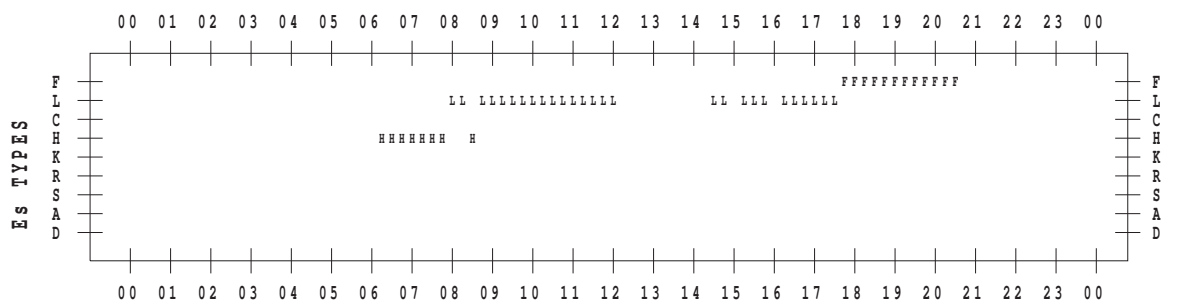 00 01 02 03 04 05 06 07 08 09 10 11 12 13 14 15 16 17 18 19 20 21 22 23 00
Es TYPES
F FFFFFFFFFFFF F
L LL LLLLLLLLLLLLLL LL LLL LLLLLL L
C C
H HHHHHHH H H
K K
R R
S S
A A
D D
00 01 02 03 04 05 06 07 08 09 10 11 12 13 14 15 16 17 18 19 20 21 22 23 00